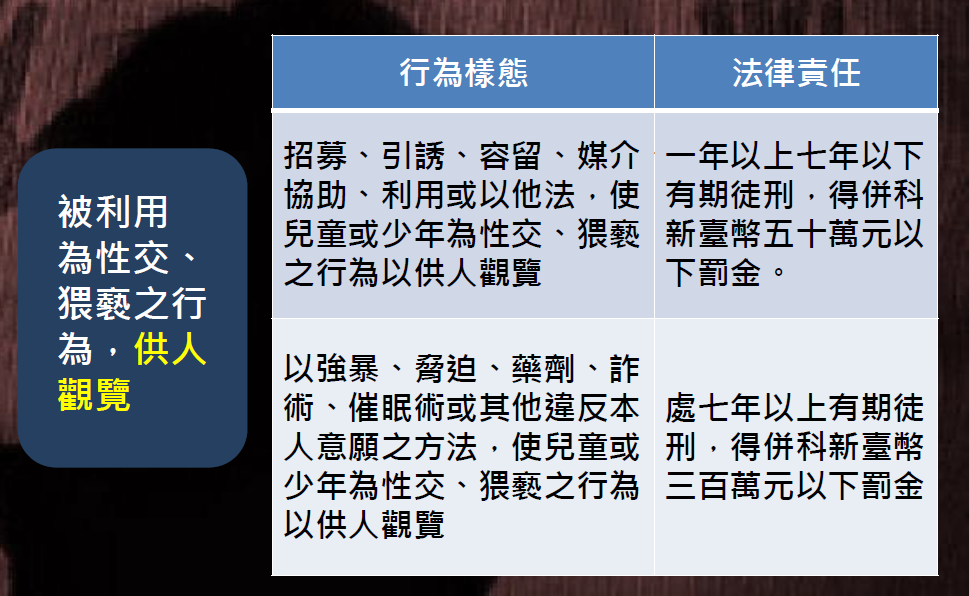 被利用
為性交、
猥褻之行
為，供人
觀覽
行為樣態
法律責任
招募、引誘、容留、媒介
協助、利用或以他法，使
兒童或少年為性交、猥褻
之行為以供人觀覽
一年以上七年以下
有期徒刑，得併科
新臺幣五十萬元以
下罰金。
以強暴、脅迫、藥劑、詐
術、催眠術或其他違反本
人意願之方法，使兒童或
少年為性交、猥褻之行為
以供人觀覽
處七年以上有期徒
刑，得併科新臺幣
三百萬元以下罰金